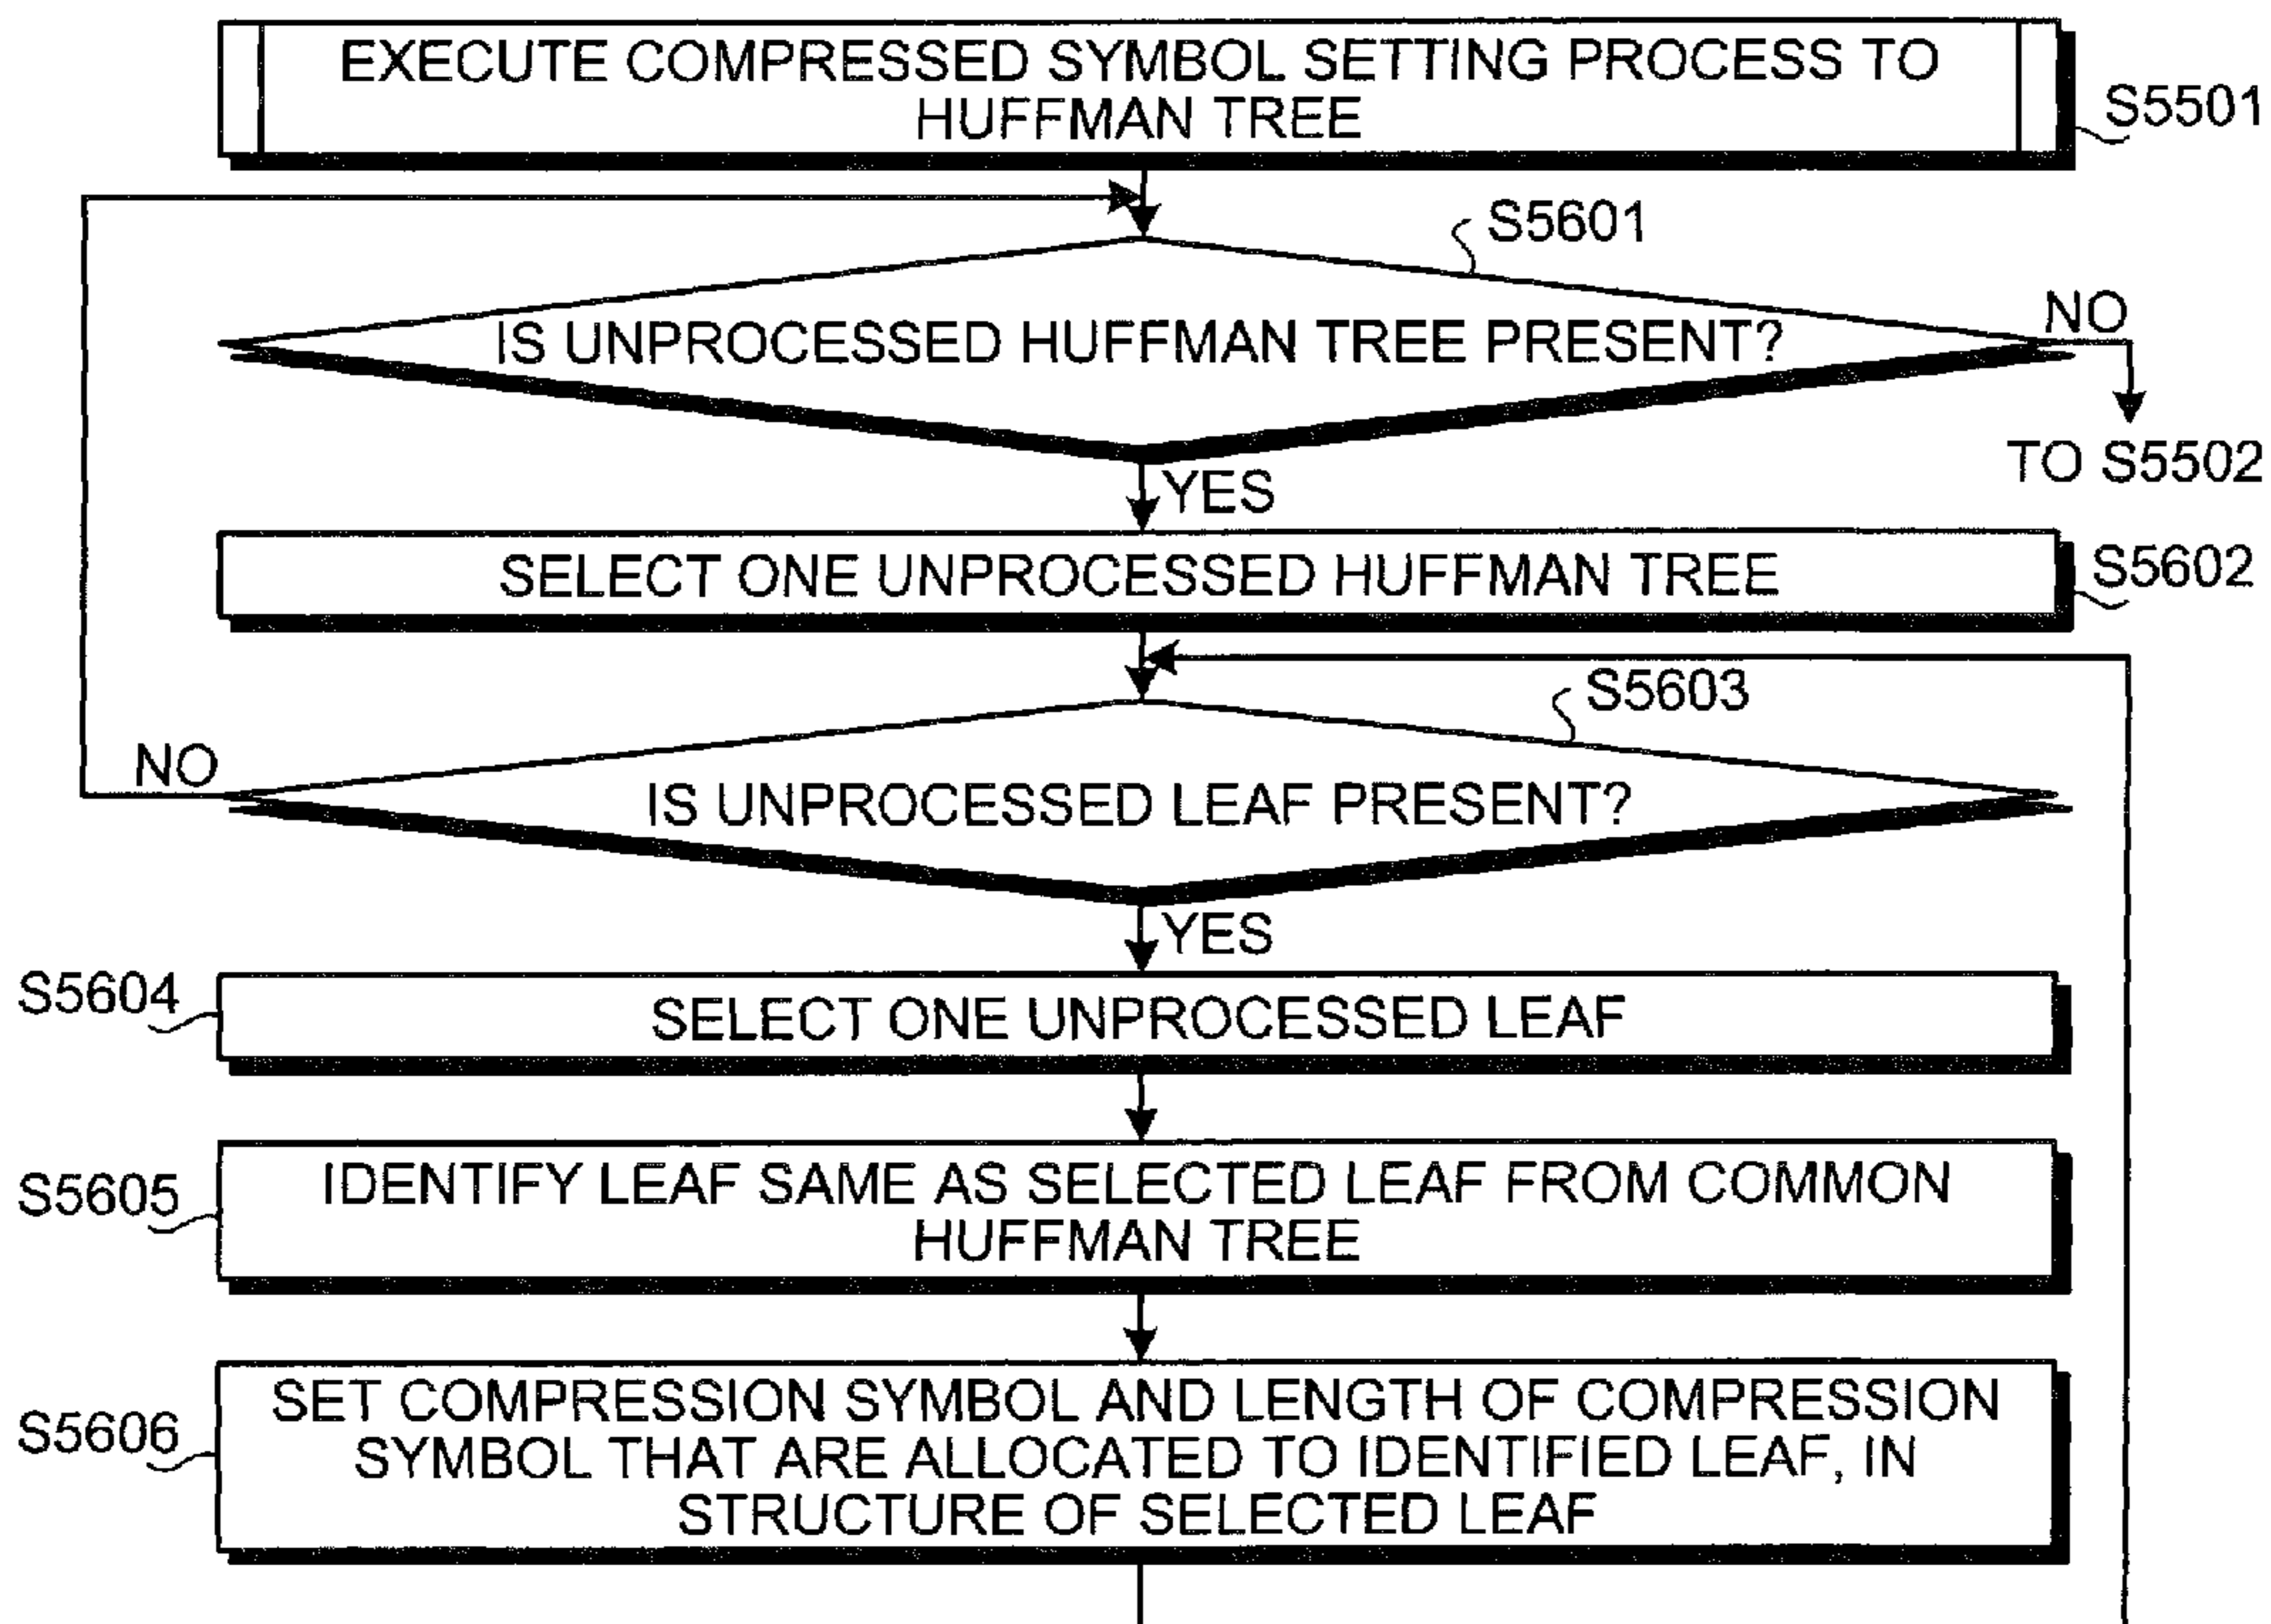 EXECUTE COMPRESSED SYMBOL SETTING PROCESS TO
HUFFMAN TREE
S5501
S5601
IS UNPROCESSED HUFFMAN TREE PRESENT?
NO
TO S5502
YES
SELECT ONE UNPROCESSED HUFFMAN TREE
S5602
S5603
NO
IS UNPROCESSED LEAF PRESENT?
YES
S5604
SELECT ONE UNPROCESSED LEAF
S5605
IDENTIFY LEAF SAME AS SELECTED LEAF FROM COMMON
HUFFMAN TREE
S5606
SET COMPRESSION SYMBOL AND LENGTH OF COMPRESSION
SYMBOL THAT ARE ALLOCATED TO IDENTIFIED LEAF, IN
STRUCTURE OF SELECTED LEAF